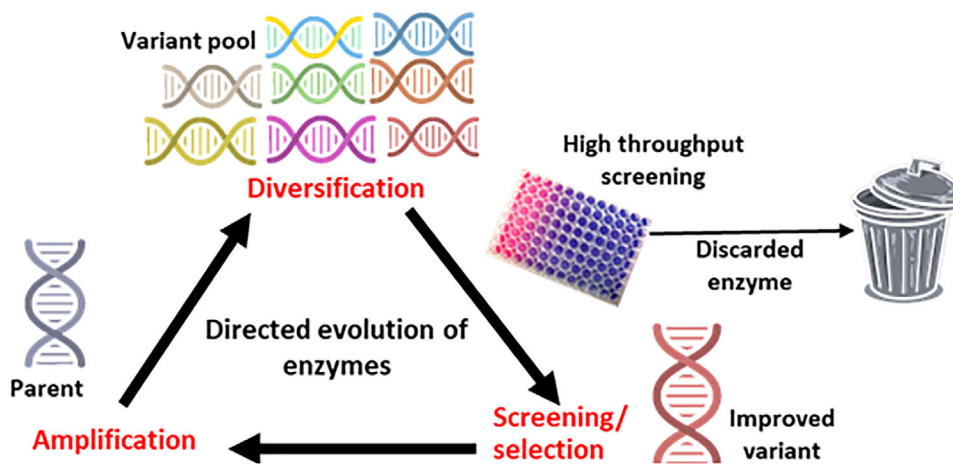 Variant pool
Diversification
High throughput
screening
Discarded
enzyme
Parent
Directed evolution of
enzymes
Amplification
Screening/
selection
Improved
variant